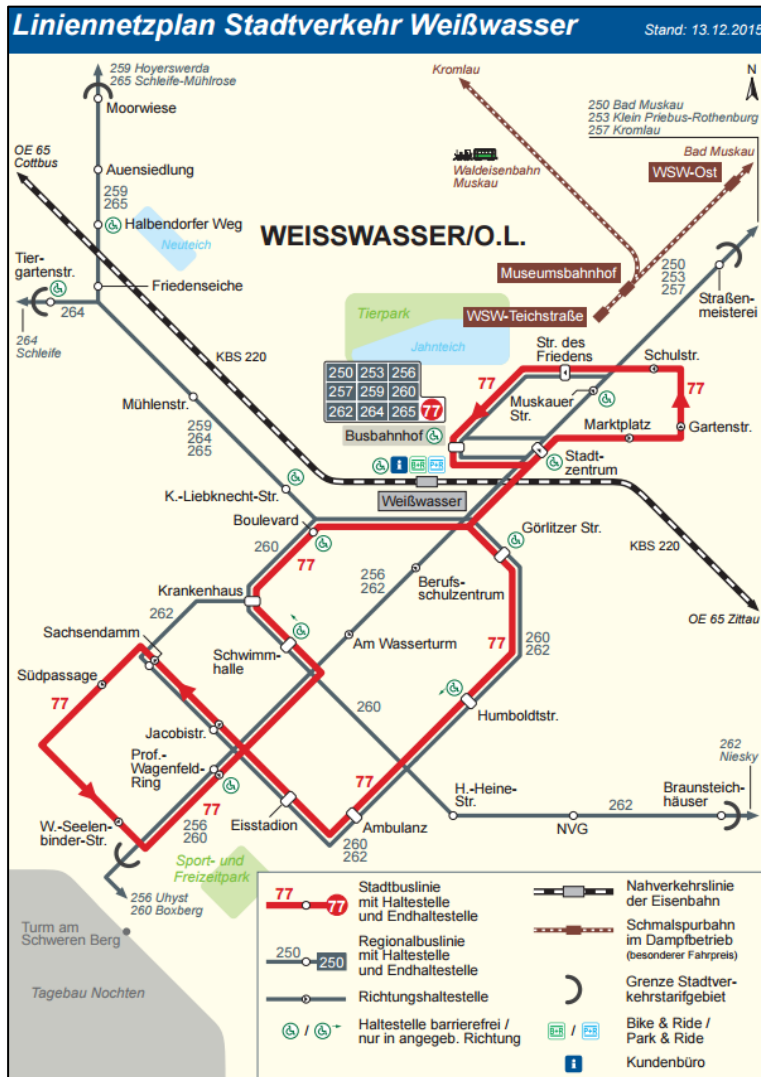 Liniennetzplan Stadtverkehr Weißwasser
Stand: 13.12.2015
259 Hoyerswerda
265 Schleife-Mühlrose
Moorwiese
Kromlau
N
250 Bad Muskau
253 Klein Priebus-Rothenburg
257 Kromlau
OE 65
Cottbus
Auensiedlung
259
265
Waldeisenbahn
Muskau
Bad Muskau
WSW-Ost
Halbendorfer Weg
Neuteich
WEISSWASSER/O.L.
Tier-
gartenstr.
Friedenseiche
264
264
Schleife
Museumsbahnhof
250
253
257
Straßen-
meisterei
WSW-Teichstraße
Tierpark
Jahnteich
KBS 220
Str. des
Friedens
Schulstr.
250 253 256
257 259 260
262 264 265 77
77
Muskauer
Str.
77
Mühlenstr.
259
264
265
Busbahnhof
Marktplatz
Gartenstr.
B+R P+R
Stadt-
zentrum
K.-Liebknecht-Str.
Weißwasser
Boulevard
Görlitzer Str.
KBS 220
260
77
256
262
Berufs-
schulzentrum
Krankenhaus
OE 65 Zittau
262
Sachsendamm
Am Wasserturm
77
260
262
Schwimm-
halle
Südpassage
77
260
Humboldtstr.
Jacobistr.
Prof.-
Wagenfeld-
Ring
262
Niesky
77
77
H.-Heine-
Str.
262
Braunsteich-
häuser
W.-Seelen-
binder-Str.
256
260
Eisstadion
Ambulanz
NVG
260
262
Sport- und
Freizeitpark
256 Uhyst
260 Boxberg
Turm am
Schweren Berg
Tagebau Nochten
77 77
Stadtbuslinie
mit Haltestelle
und Endhaltestelle
250 250
Regionalbuslinie
mit Haltestelle
und Endhaltestelle
Richtungshaltestelle
/
Haltestelle barrierefrei /
nur in angegeb. Richtung
Nahverkehrslinie
der Eisenbahn
Schmalspurbahn
im Dampfbetrieb
(besonderer Fahrpreis)
Grenze Stadtver-
kehrstarifgebiet
B+R / P+R
Bike & Ride /
Park & Ride
i
Kundenbüro